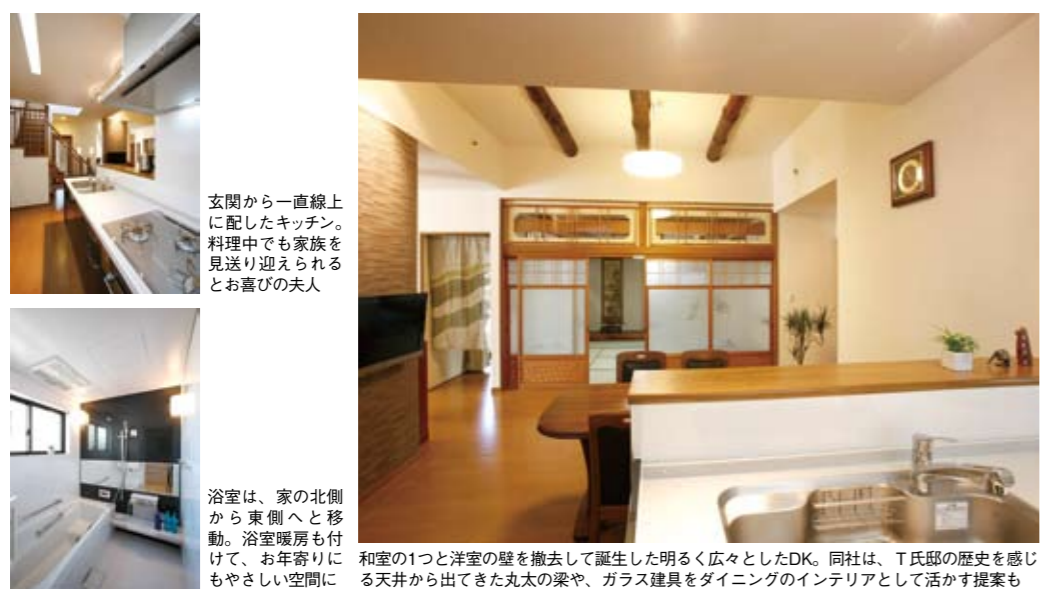 玄関から一直線上
に配したキッチン。
料理中でも家族を
見送り迎えられる
とお喜びの夫人
浴室は、家の北側
から東側へと移
動。浴室暖房も付
けて、お年寄りに
もやさしい空間に
和室の1つと洋室の壁を撤去して誕生した明るく広々としたDK。同社は、T氏邸の歴史を感じ
る天井から出てきた丸太の梁や、ガラス建具をダイニングのインテリアとして活かす提案も